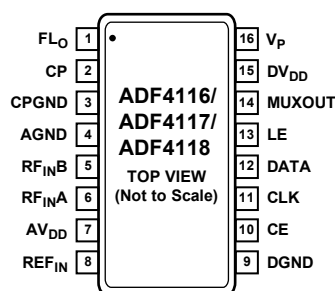 FLO 1
CP 2
CPGND 3
AGND 4
RFINB 5
RFINA 6
AVDD 7
REFIN 8
ADF4116/
ADF4117/
ADF4118
TOP VIEW
(Not to Scale)
16 VP
15 DVDD
14 MUXOUT
13 LE
12 DATA
11 CLK
10 CE
9 DGND